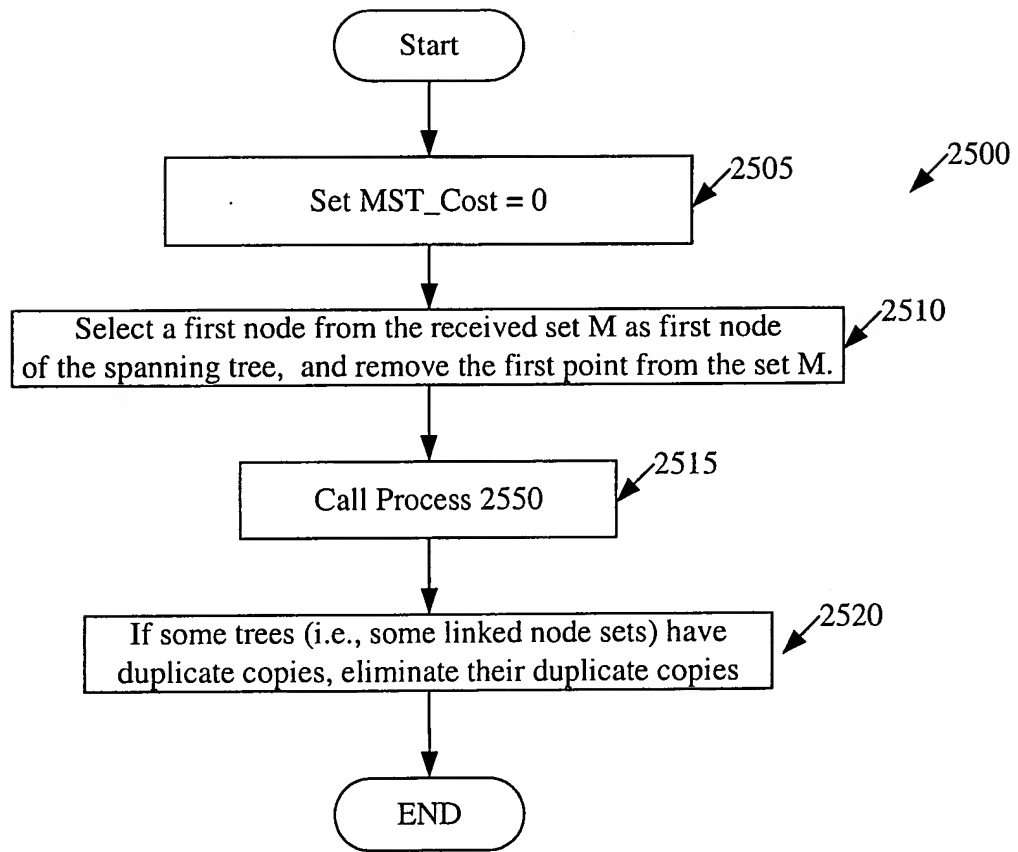 Start
2505
2500
Set MST_Cost = 0
2510
Select a first node from the received set M as first node
of the spanning tree, and remove the first point from the set M.
2515
Call Process 2550
2520
If some trees (i.e., some linked node sets) have
duplicate copies, eliminate their duplicate copies
END